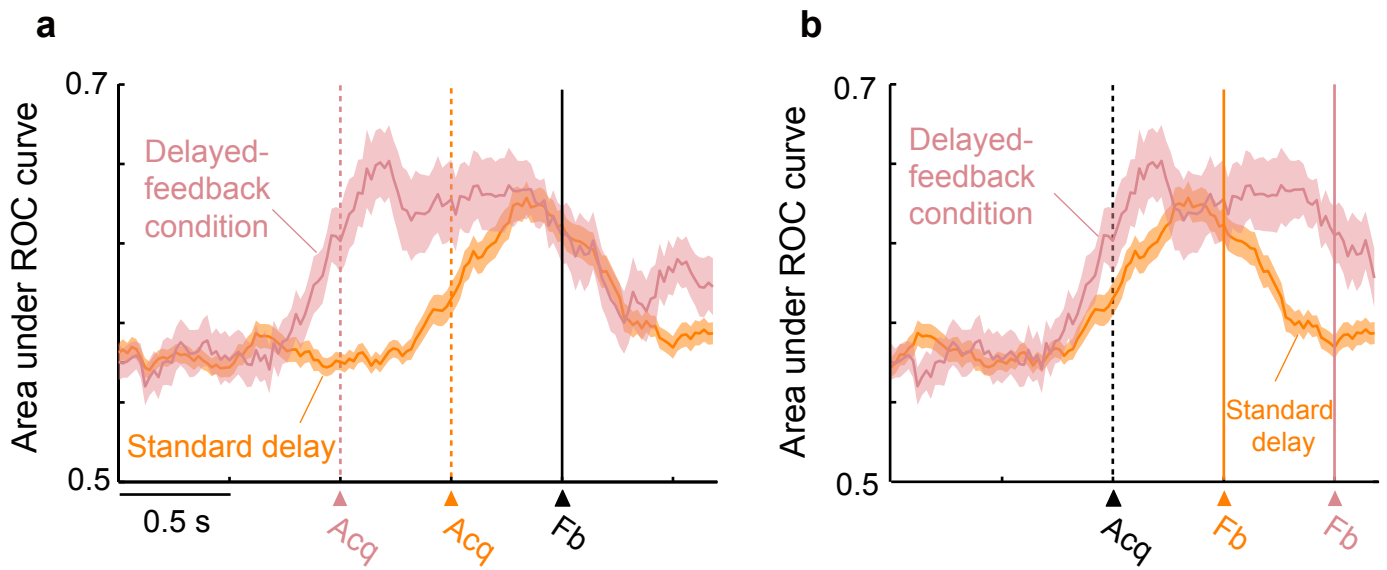 a
0.7
Area under ROC curve
Delayed-
feedback
condition
Standard delay
0.5
0.5 s
Acq
Acq
Fb
b
0.7
Area under ROC curve
Delayed-
feedback
condition
Standard
delay
0.5
Acq
Fb
Fb